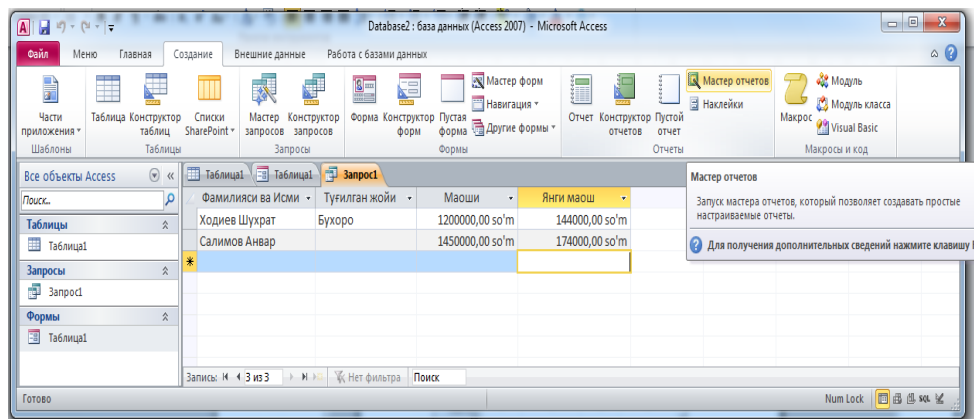 Database2 : база данных (Access 2007) - Microsoft Access
Файл Меню Главная Создание Внешние данные Работа с базами данных
Части приложения
Таблица
Конструктор таблиц
Списки SharePoint
Мастер запросов
Конструктор запросов
Форма
Конструктор форм
Пустая форма
Мастер форм
Навигация
Другие формы
Отчет
Конструктор отчетов
Пустой отчет
Мастер отчетов
Наклейки
Макрос
Модуль
Модуль класса
Visual Basic
Шаблоны Таблицы Запросы Формы Отчеты Макросы и код
Все объекты Access
Поиск...
Таблицы
Таблица1
Запросы
Запрос1
Формы
Таблица1
Таблица1 Таблица1 Запрос1
Фамилияси ва Исми Туғилган жойи Маоши Янги маош
Ходиев Шухрат Бухоро 1200000,00 so'm 144000,00 so'm
Салимов Анвар 1450000,00 so'm 174000,00 so'm
Мастер отчетов
Запуск мастера отчетов, который позволяет создавать простые
настраиваемые отчеты.
Для получения дополнительных сведений нажмите клавишу
Запись: 3 из 3 Нет фильтра Поиск
Готово Num Lock SQL